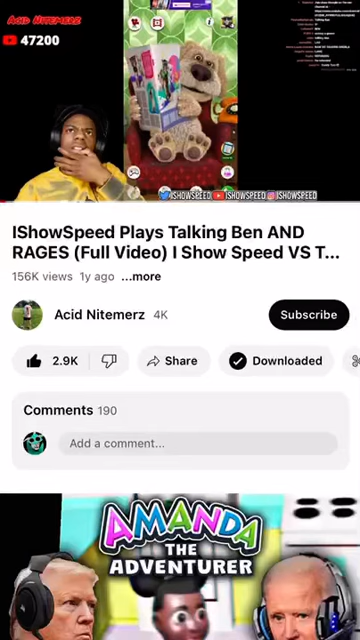 Acid Nitemerz
47200
ISHOWSPEED ISHOWSPEED ISHOWSPEED
IShowSpeed Plays Talking Ben AND
RAGES (Full Video) I Show Speed VS T...
156K views 1y ago ...more
Acid Nitemerz 4K
Subscribe
2.9K
Share
Downloaded
Comments 190
Add a comment...
AMANDA
THE
ADVENTURER